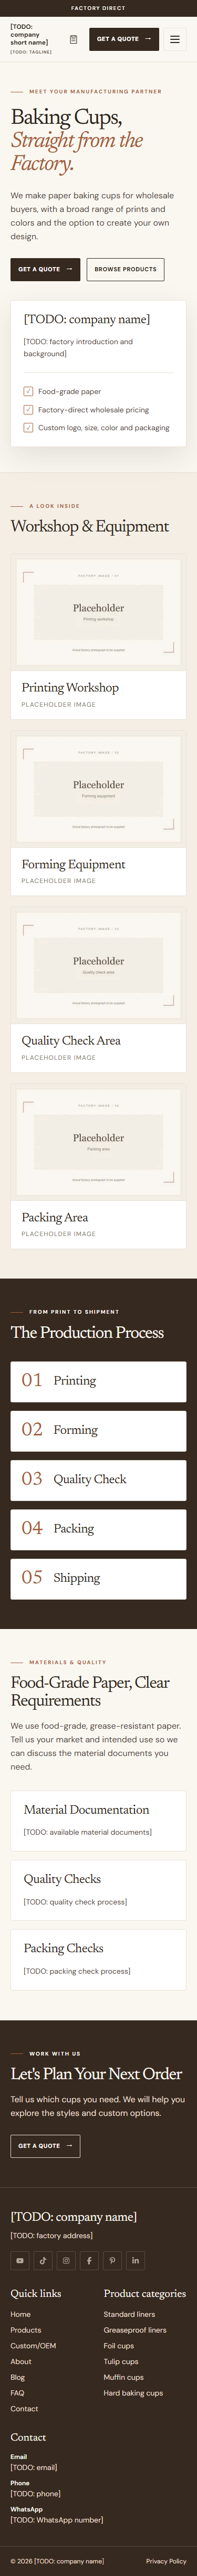 FACTORY DIRECT
[TODO:
company
short name]
[TODO: TAGLINE]
GET A QUOTE →
MEET YOUR MANUFACTURING PARTNER
Baking Cups,
Straight from the
Factory.
We make paper baking cups for wholesale
buyers, with a broad range of prints and
colors and the option to create your own
design.
GET A QUOTE →
BROWSE PRODUCTS
[TODO: company name]
[TODO: factory introduction and
background]
Food-grade paper
Factory-direct wholesale pricing
Custom logo, size, color and packaging
A LOOK INSIDE
Workshop & Equipment
Placeholder
Printing workshop
Printing Workshop
PLACEHOLDER IMAGE
Placeholder
Forming equipment
Forming Equipment
PLACEHOLDER IMAGE
Placeholder
Quality check area
Quality Check Area
PLACEHOLDER IMAGE
Placeholder
Packing area
Packing Area
PLACEHOLDER IMAGE
FROM PRINT TO SHIPMENT
The Production Process
01 Printing
02 Forming
03 Quality Check
04 Packing
05 Shipping
MATERIALS & QUALITY
Food-Grade Paper, Clear
Requirements
We use food-grade, grease-resistant paper.
Tell us your market and intended use so we
can discuss the material documents you
need.
Material Documentation
[TODO: available material documents]
Quality Checks
[TODO: quality check process]
Packing Checks
[TODO: packing check process]
WORK WITH US
Let's Plan Your Next Order
Tell us which cups you need. We will help you
explore the styles and custom options.
GET A QUOTE →
[TODO: company name]
[TODO: factory address]
Quick links
Home
Products
Custom/OEM
About
Blog
FAQ
Contact
Product categories
Standard liners
Greaseproof liners
Foil cups
Tulip cups
Muffin cups
Hard baking cups
Contact
Email
[TODO: email]
Phone
[TODO: phone]
WhatsApp
[TODO: WhatsApp number]
© 2026 [TODO: company name]
Privacy Policy